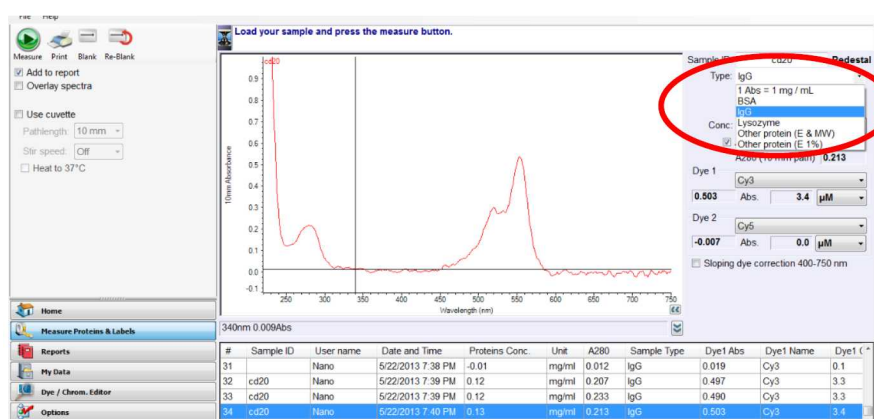 File Help
Load your sample and press the measure button.
Measure Print Blank Re-Blank
Add to report
Overlay spectra
Use cuvette
Pathlength: 10 mm
Stir speed: Off
Heat to 37°C
Home
Measure Proteins & Labels
Reports
My Data
Dye / Chrom. Editor
Options
cd20
0.9
0.8
0.7
0.6
0.5
0.4
0.3
0.2
0.1
0.0
-0.1
10mm Absorbance
250 300 350 400 450 500 550 600 650 700 750
Wavelength (nm)
340nm 0.009Abs
Sample ID cd20 Pedestal
Type: IgG
1 Abs = 1 mg / mL
BSA
IgG
Lysozyme
Other protein (E & MW)
Other protein (E 1%)
Conc:
A280 (10 mm path) 0.213
Dye 1
Cy3
0.503 Abs. 3.4 µM
Dye 2
Cy5
-0.007 Abs. 0.0 µM
Sloping dye correction 400-750 nm
# Sample ID User name Date and Time Proteins Conc. Unit A280 Sample Type Dye1 Abs Dye1 Name Dye1 (
31 Nano 5/22/2013 7:38 PM -0.01 mg/ml 0.012 IgG 0.019 Cy3 0.1
32 cd20 Nano 5/22/2013 7:39 PM 0.12 mg/ml 0.207 IgG 0.497 Cy3 3.3
33 cd20 Nano 5/22/2013 7:39 PM 0.12 mg/ml 0.233 IgG 0.490 Cy3 3.3
34 cd20 Nano 5/22/2013 7:40 PM 0.13 mg/ml 0.213 IgG 0.503 Cy3 3.4